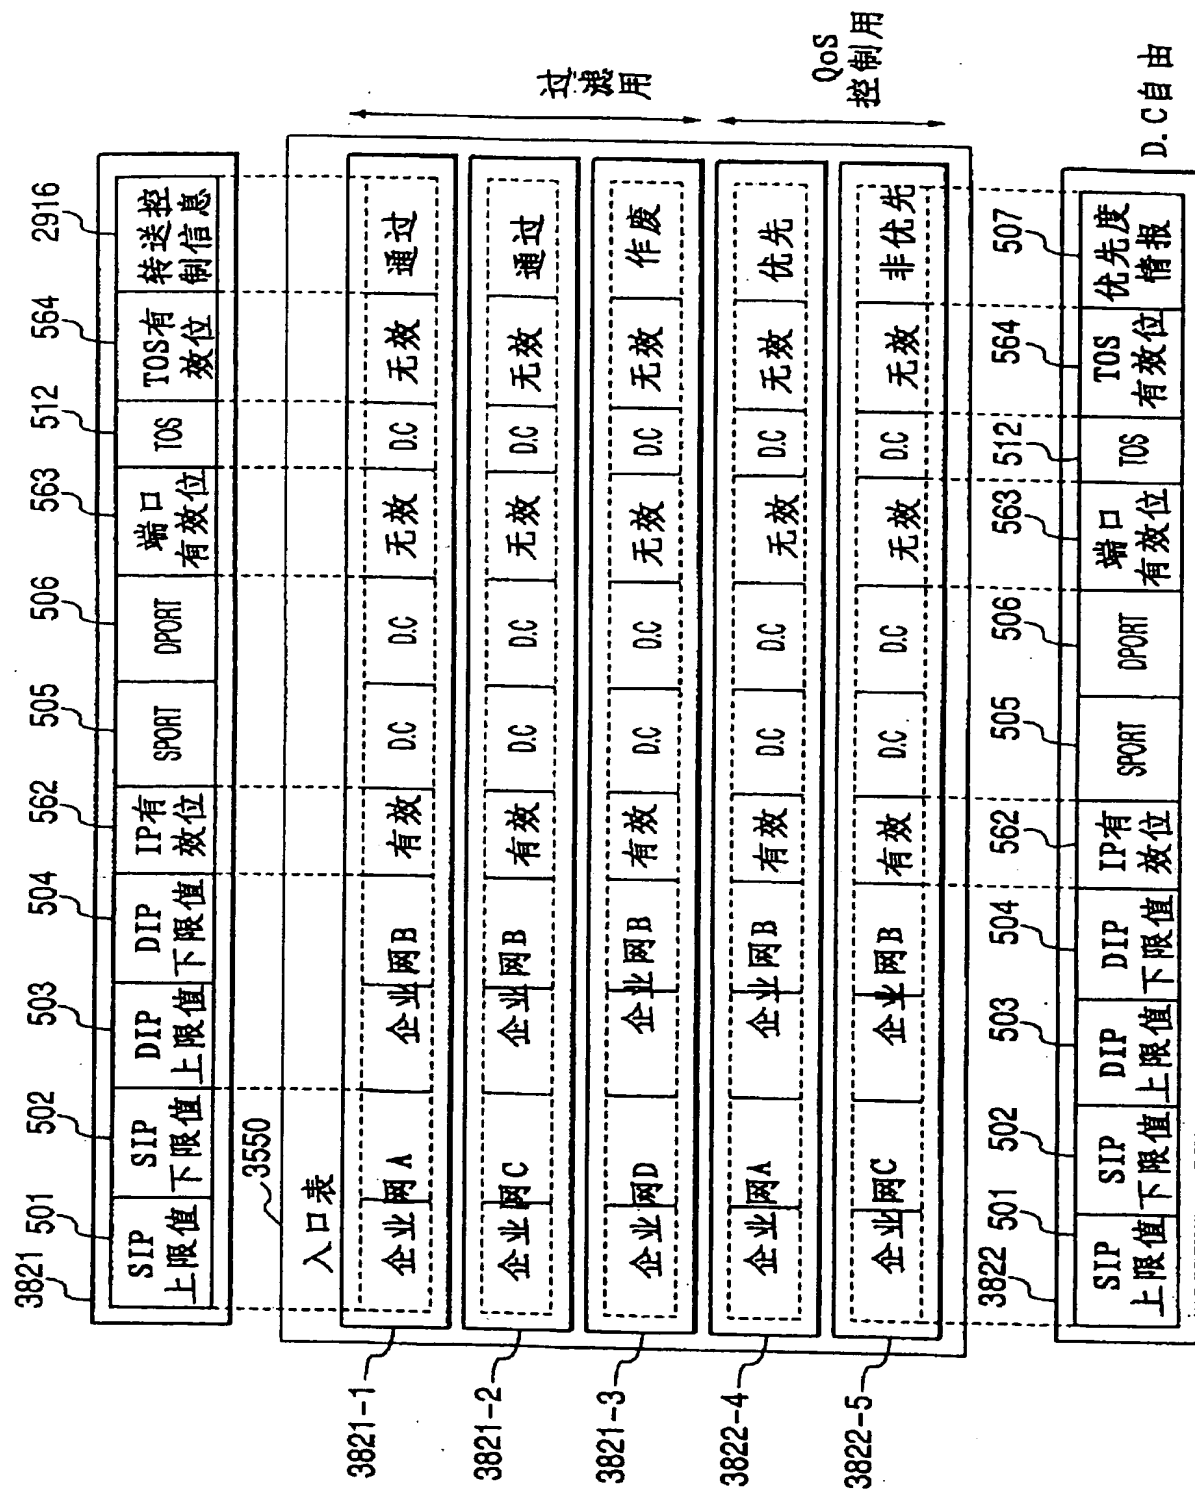 3821
501
502
503
504
562
505
506
563
512
564
2916
SIP
上限值
SIP
下限值
DIP
上限值
DIP
下限值
IP有
效位
SPORT
DPORT
端口
有效位
TOS
TOS有
效位
转送控
制信息
3550
入口表
3821-1
企业网A
企业网B
有效
D.C
D.C
无效
D.C
无效
通过
3821-2
企业网C
企业网B
有效
D.C
D.C
无效
D.C
无效
通过
3821-3
企业网D
企业网B
有效
D.C
D.C
无效
D.C
无效
作废
过滤用
3822-4
企业网A
企业网B
有效
D.C
D.C
无效
D.C
无效
优先
3822-5
企业网C
企业网B
有效
D.C
D.C
无效
D.C
无效
非优先
QoS
控制用
3822
501
502
503
504
562
505
506
563
512
564
507
SIP
上限值
SIP
下限值
DIP
上限值
DIP
下限值
IP有
效位
SPORT
DPORT
端口
有效位
TOS
TOS
有效位
优先度
情报
D.C自由